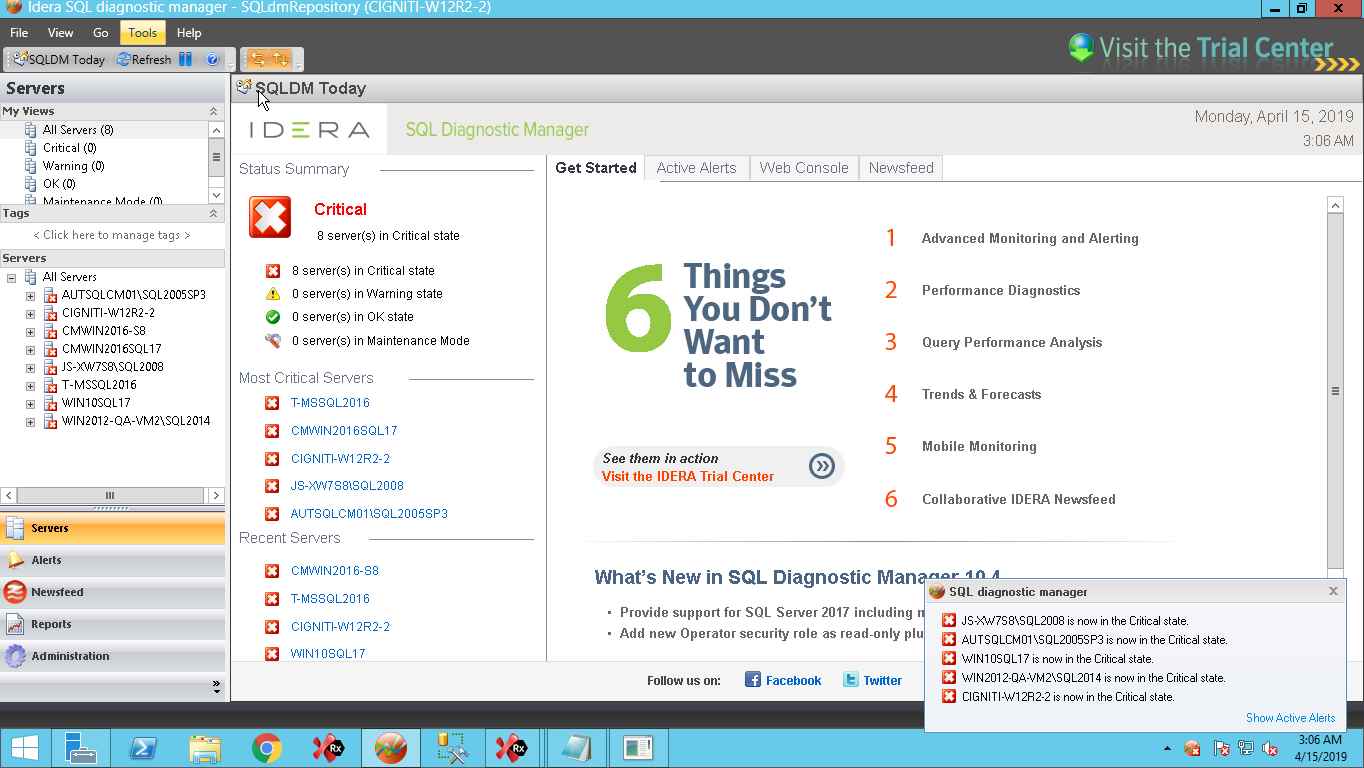 Idera SQL diagnostic manager - SQLdmRepository (CIGNITI-W12R2-2)
File View Go Tools Help
SQLDM Today Refresh
Visit the Trial Center
Servers
My Views
All Servers (8)
Critical (0)
Warning (0)
OK (0)
Maintenance Mode (0)
Tags
< Click here to manage tags >
Servers
All Servers
AUTSQLCM01\SQL2005SP3
CIGNITI-W12R2-2
CMWIN2016-S8
CMWIN2016SQL17
JS-XW7S8\SQL2008
T-MSSQL2016
WIN10SQL17
WIN2012-QA-VM2\SQL2014
Servers
Alerts
Newsfeed
Reports
Administration
SQLDM Today
IDERA
SQL Diagnostic Manager
Monday, April 15, 2019
3:06 AM
Status Summary
Critical
8 server(s) in Critical state
8 server(s) in Critical state
0 server(s) in Warning state
0 server(s) in OK state
0 server(s) in Maintenance Mode
Most Critical Servers
T-MSSQL2016
CMWIN2016SQL17
CIGNITI-W12R2-2
JS-XW7S8\SQL2008
AUTSQLCM01\SQL2005SP3
Recent Servers
CMWIN2016-S8
T-MSSQL2016
CIGNITI-W12R2-2
WIN10SQL17
Get Started Active Alerts Web Console Newsfeed
6 Things
You Don't
Want
to Miss
See them in action
Visit the IDERA Trial Center
1 Advanced Monitoring and Alerting
2 Performance Diagnostics
3 Query Performance Analysis
4 Trends & Forecasts
5 Mobile Monitoring
6 Collaborative IDERA Newsfeed
What's New in SQL Diagnostic Manager 10.4
• Provide support for SQL Server 2017 including
• Add new Operator security role as read-only
Follow us on: Facebook Twitter
SQL diagnostic manager
JS-XW7S8\SQL2008 is now in the Critical state.
AUTSQLCM01\SQL2005SP3 is now in the Critical state.
WIN10SQL17 is now in the Critical state.
WIN2012-QA-VM2\SQL2014 is now in the Critical state.
CIGNITI-W12R2-2 is now in the Critical state.
Show Active Alerts
Rx
Rx
3:06 AM
4/15/2019